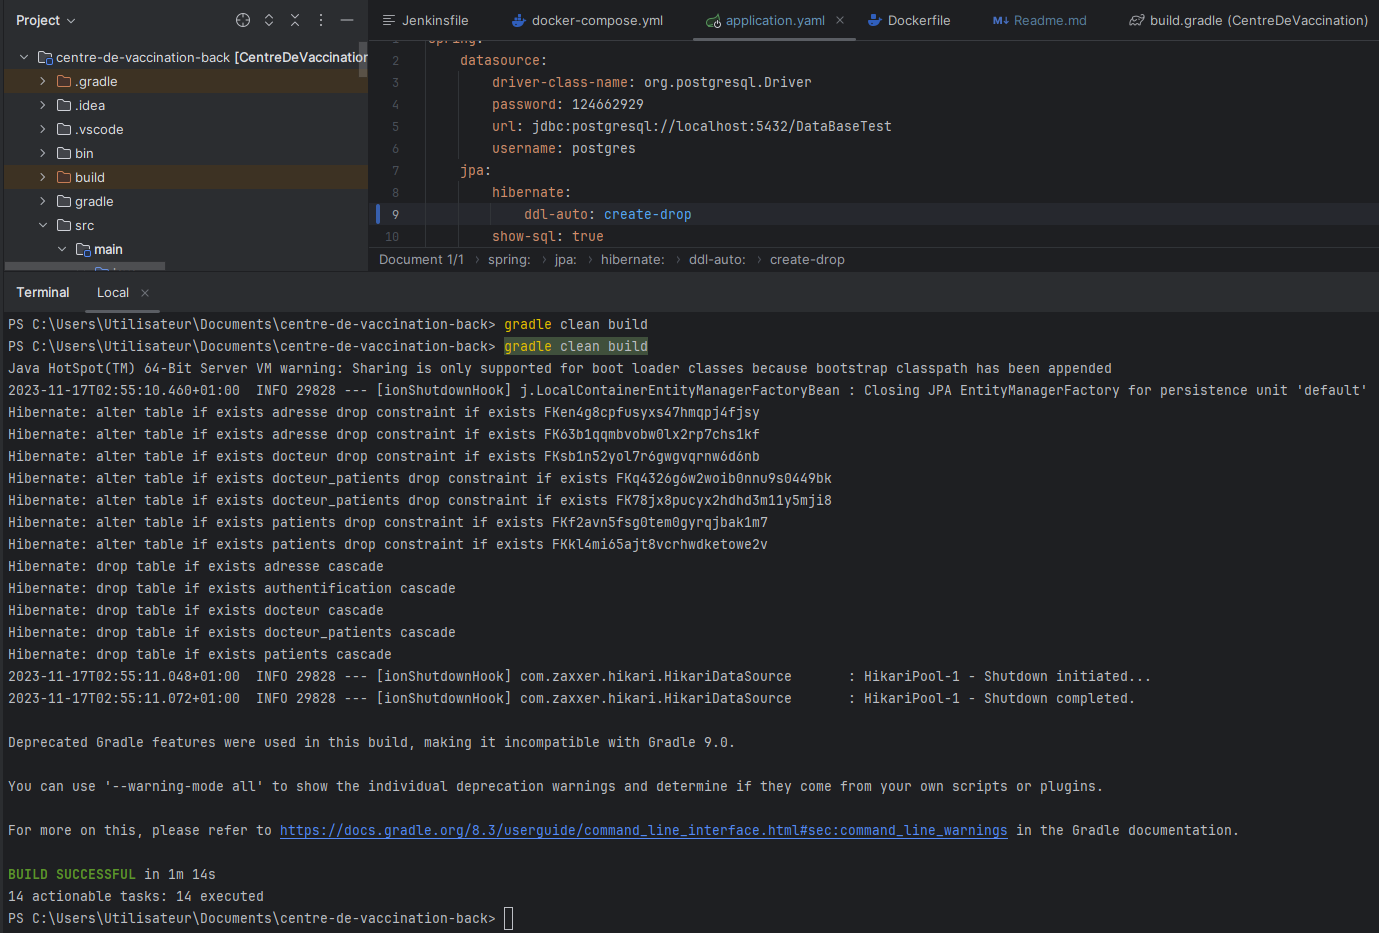 Project
Jenkinsfile
docker-compose.yml
application.yaml
Dockerfile
M↓ Readme.md
build.gradle (CentreDeVaccination)
centre-de-vaccination-back [CentreDeVaccination
.gradle
.idea
.vscode
bin
build
gradle
src
main
1 spring:
2 datasource:
3 driver-class-name: org.postgresql.Driver
4 password: 124662929
5 url: jdbc:postgresql://localhost:5432/DataBaseTest
6 username: postgres
7 jpa:
8 hibernate:
9 ddl-auto: create-drop
10 show-sql: true
Document 1/1 › spring: › jpa: › hibernate: › ddl-auto: › create-drop
Terminal Local ×
PS C:\Users\Utilisateur\Documents\centre-de-vaccination-back> gradle clean build
PS C:\Users\Utilisateur\Documents\centre-de-vaccination-back> gradle clean build
Java HotSpot(TM) 64-Bit Server VM warning: Sharing is only supported for boot loader classes because bootstrap classpath has been appended
2023-11-17T02:55:10.460+01:00  INFO 29828 --- [ionShutdownHook] j.LocalContainerEntityManagerFactoryBean : Closing JPA EntityManagerFactory for persistence unit 'default'
Hibernate: alter table if exists adresse drop constraint if exists FKen4g8cpfusyxs47hmqpj4fjsy
Hibernate: alter table if exists adresse drop constraint if exists FK63b1qqmbvobw0lx2rp7chs1kf
Hibernate: alter table if exists docteur drop constraint if exists FKsb1n52yol7r6gwgvqrnw6d6nb
Hibernate: alter table if exists docteur_patients drop constraint if exists FKq4326g6w2woib0nnu9s0449bk
Hibernate: alter table if exists docteur_patients drop constraint if exists FK78jx8pucyx2hdhd3m11y5mji8
Hibernate: alter table if exists patients drop constraint if exists FKf2avn5fsg0tem0gyrqjbak1m7
Hibernate: alter table if exists patients drop constraint if exists FKkl4mi65ajt8vcrhwdketowe2v
Hibernate: drop table if exists adresse cascade
Hibernate: drop table if exists authentification cascade
Hibernate: drop table if exists docteur cascade
Hibernate: drop table if exists docteur_patients cascade
Hibernate: drop table if exists patients cascade
2023-11-17T02:55:11.048+01:00  INFO 29828 --- [ionShutdownHook] com.zaxxer.hikari.HikariDataSource       : HikariPool-1 - Shutdown initiated...
2023-11-17T02:55:11.072+01:00  INFO 29828 --- [ionShutdownHook] com.zaxxer.hikari.HikariDataSource       : HikariPool-1 - Shutdown completed.
Deprecated Gradle features were used in this build, making it incompatible with Gradle 9.0.
You can use '--warning-mode all' to show the individual deprecation warnings and determine if they come from your own scripts or plugins.
For more on this, please refer to https://docs.gradle.org/8.3/userguide/command_line_interface.html#sec:command_line_warnings in the Gradle documentation.
BUILD SUCCESSFUL in 1m 14s
14 actionable tasks: 14 executed
PS C:\Users\Utilisateur\Documents\centre-de-vaccination-back>